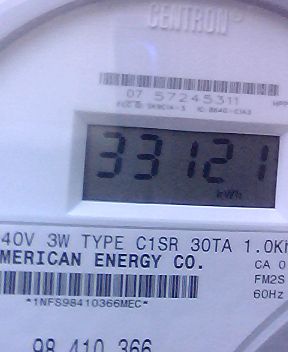 CENTRON
07 57245311
33121
kWh
40V 3W TYPE C1SR 30TA 1.0Kh
MERICAN ENERGY CO.
CA 0
FM2S
60Hz
*1NFS98410366MEC*
98 410 366